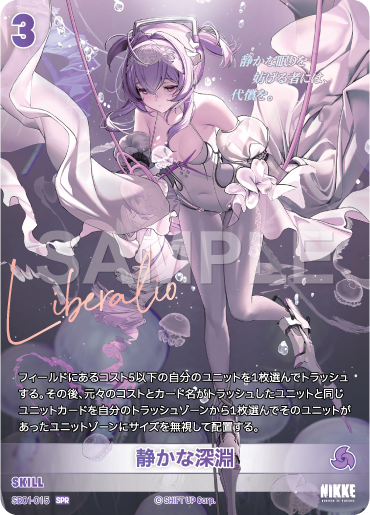 3
静かな眠りを
妨げる者には、
代償を。
SAMPLE
Liberalio
フィールドにあるコスト5以下の自分のユニットを1枚選んでトラッシュ
する。その後、元々のコストとカード名がトラッシュしたユニットと同じ
ユニットカードを自分のトラッシュゾーンから1枚選んでそのユニットが
あったユニットゾーンにサイズを無視して配置する。
静かな深淵
SKILL
SD01-015 SPR
© SHIFT UP Corp.
NIKKE